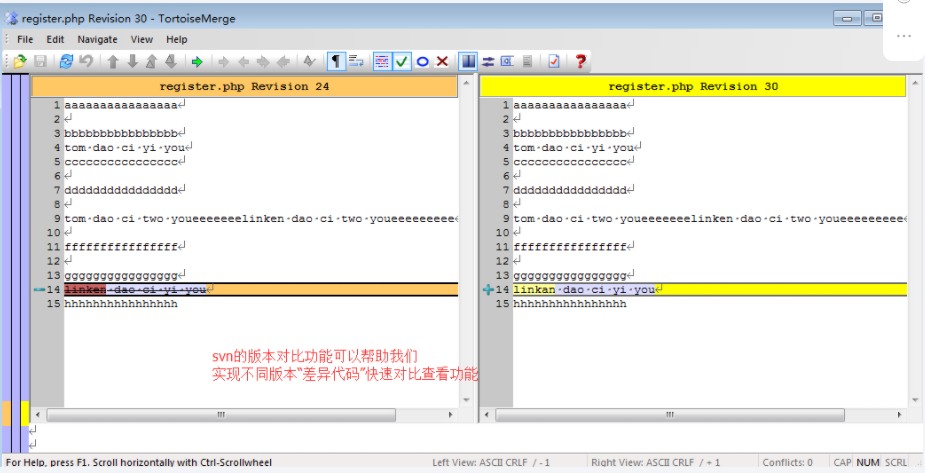 register.php Revision 30 - TortoiseMerge
File Edit Navigate View Help
register.php Revision 24
1 aaaaaaaaaaaaaaaa
2
3 bbbbbbbbbbbbbbbb
4 tom·dao·ci·yi·you
5 cccccccccccccccc
6
7 dddddddddddddddd
8
9 tom·dao·ci·two·youeeeeeeelinken·dao·ci·two·youeeeeeeeee
10
11 ffffffffffffffff
12
13 gggggggggggggggg
14 linken·dao·ci·yi·you
15 hhhhhhhhhhhhhhhh
register.php Revision 30
1 aaaaaaaaaaaaaaaa
2
3 bbbbbbbbbbbbbbbb
4 tom·dao·ci·yi·you
5 cccccccccccccccc
6
7 dddddddddddddddd
8
9 tom·dao·ci·two·youeeeeeeelinken·dao·ci·two·youeeeeeeeee
10
11 ffffffffffffffff
12
13 gggggggggggggggg
14 linkan·dao·ci·yi·you
15 hhhhhhhhhhhhhhhh
svn的版本对比功能可以帮助我们
实现不同版本“差异代码”快速对比查看功能
For Help, press F1. Scroll horizontally with Ctrl-Scrollwheel Left View: ASCII CRLF / - 1 Right View: ASCII CRLF / + 1 Conflicts: 0 CAP NUM SCRL